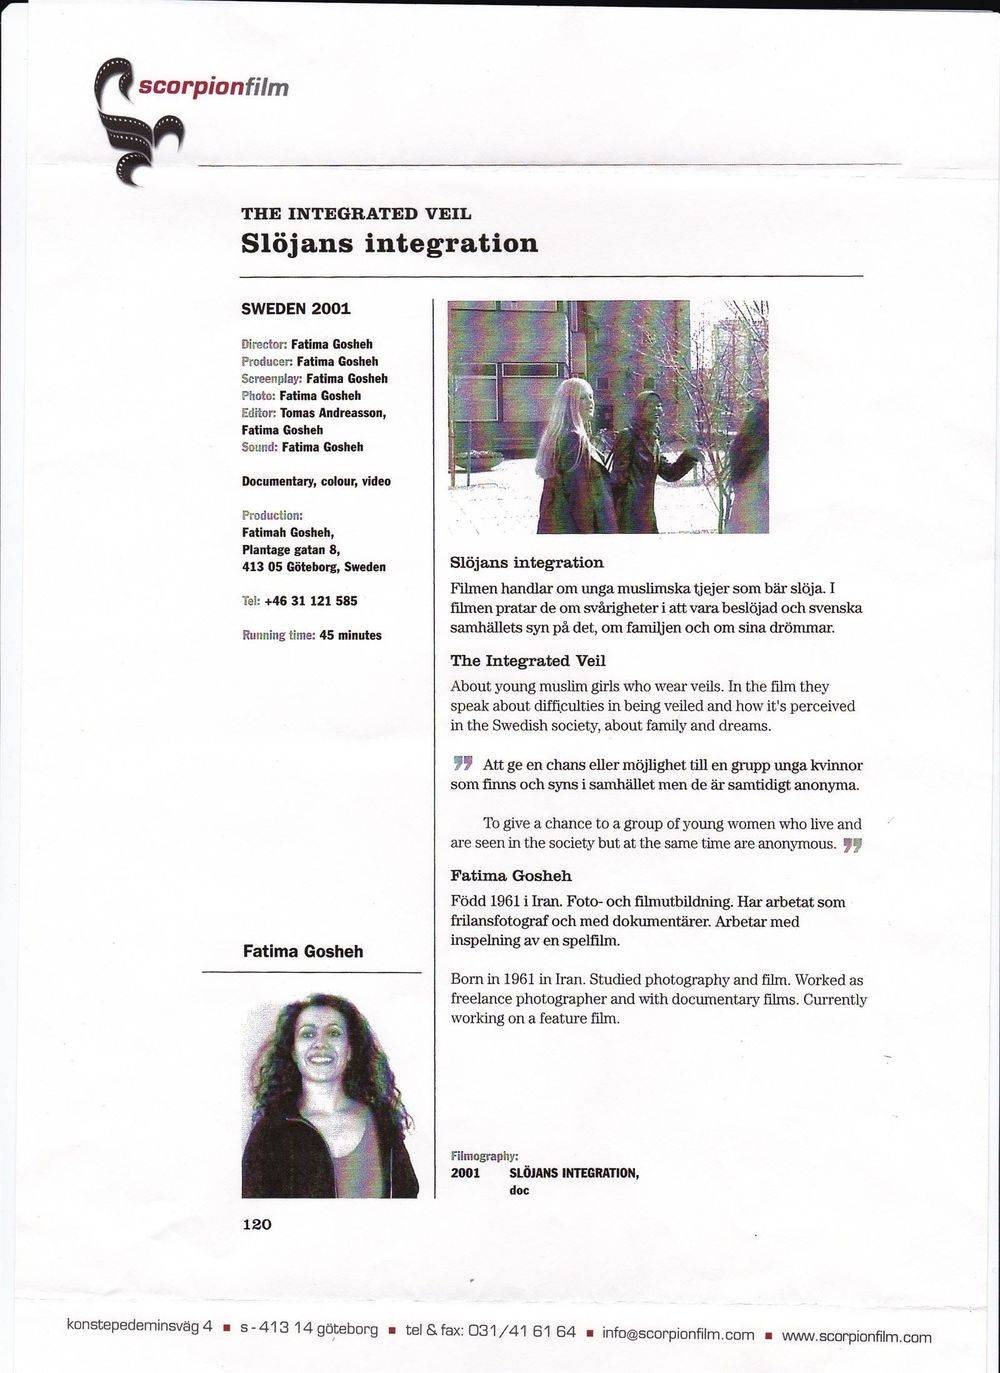 scorpionfilm
THE INTEGRATED VEIL
Slöjans integration
SWEDEN 2001
Director: Fatima Gosheh
Producer: Fatima Gosheh
Screenplay: Fatima Gosheh
Photo: Fatima Gosheh
Editor: Tomas Andreasson,
Fatima Gosheh
Sound: Fatima Gosheh
Documentary, colour, video
Production:
Fatimah Gosheh,
Plantage gatan 8,
413 05 Göteborg, Sweden
Tel: +46 31 121 585
Running time: 45 minutes
Slöjans integration
Filmen handlar om unga muslimska tjejer som bär slöja. I
filmen pratar de om svårigheter i att vara beslöjad och svenska
samhällets syn på det, om familjen och om sina drömmar.
The Integrated Veil
About young muslim girls who wear veils. In the film they
speak about difficulties in being veiled and how it's perceived
in the Swedish society, about family and dreams.
” Att ge en chans eller möjlighet till en grupp unga kvinnor
som finns och syns i samhället men de är samtidigt anonyma.
To give a chance to a group of young women who live and
are seen in the society but at the same time are anonymous. ”
Fatima Gosheh
Född 1961 i Iran. Foto- och filmutbildning. Har arbetat som
frilansfotograf och med dokumentärer. Arbetar med
inspelning av en spelfilm.
Born in 1961 in Iran. Studied photography and film. Worked as
freelance photographer and with documentary films. Currently
working on a feature film.
Fatima Gosheh
Filmography:
2001 SLÖJANS INTEGRATION,
doc
120
konstepedeminsväg 4 ■ s-413 14 göteborg ■ tel & fax: 031/41 61 64 ■ info@scorpionfilm.com ■ www.scorpionfilm.com